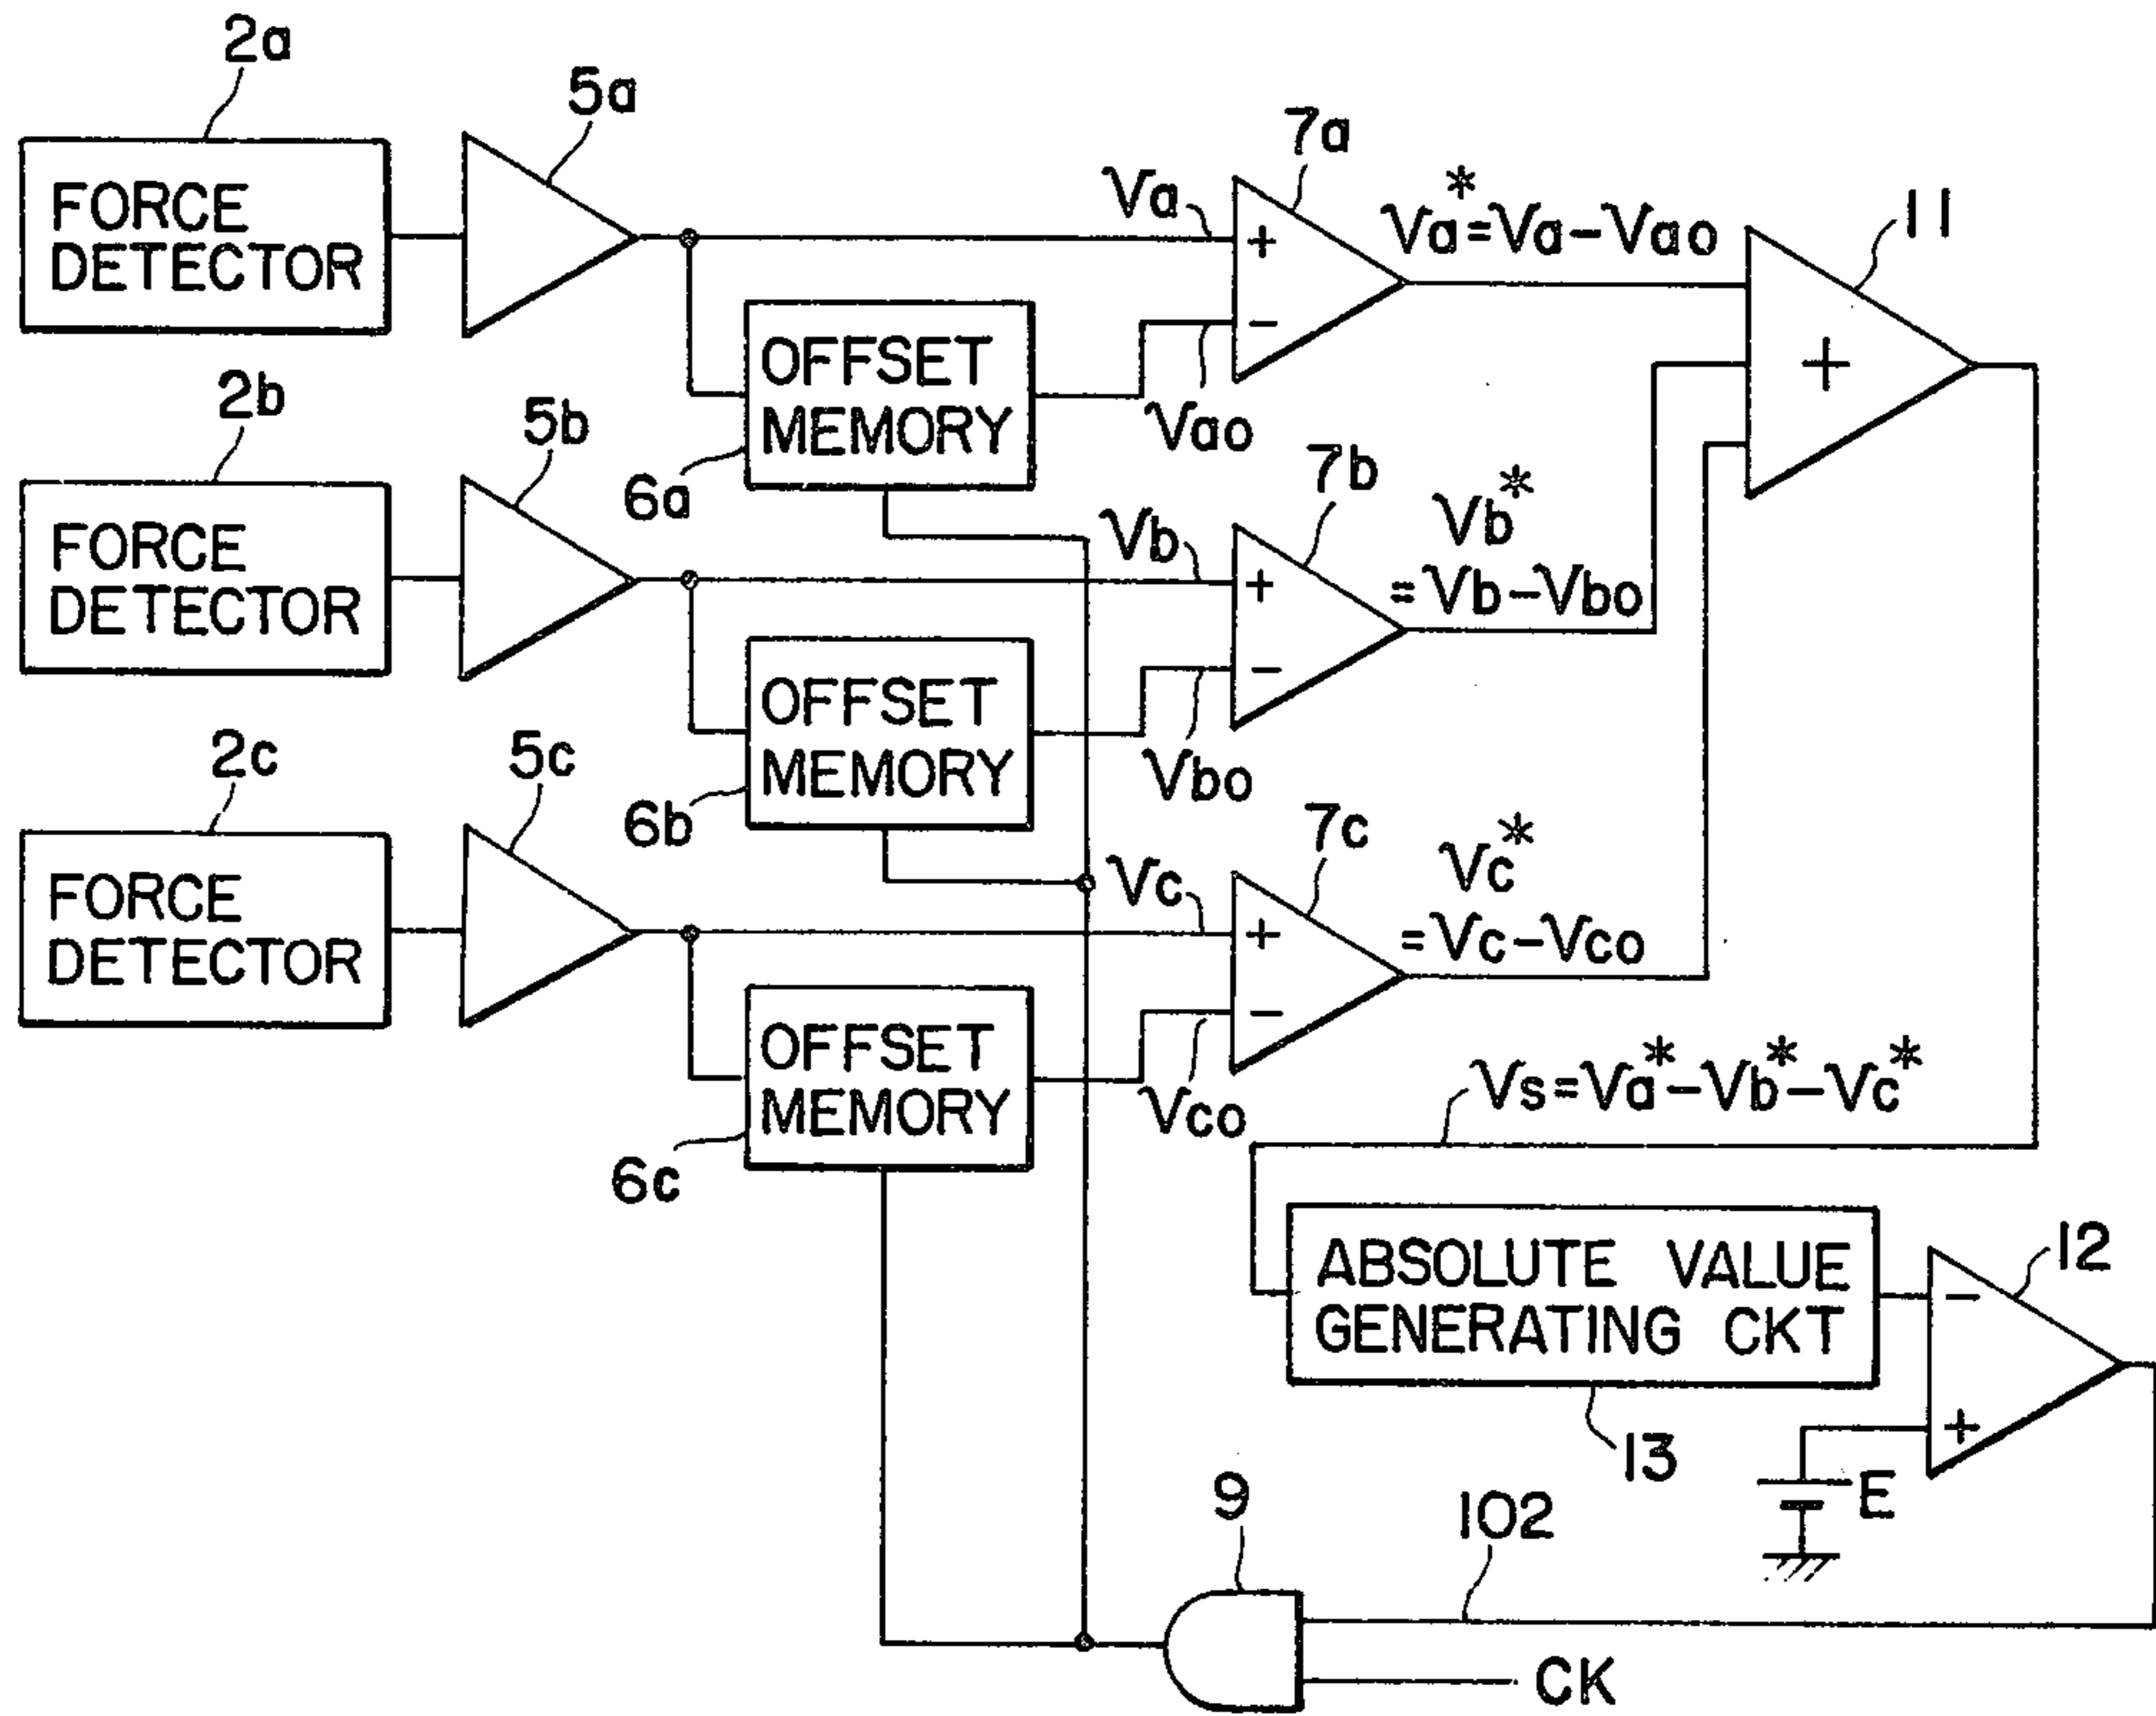 2a
5a
7a
FORCE
DETECTOR
Va
+
Va*=Va-Vao
11
OFFSET
MEMORY
-
Vao
+
6a
2b
5b
7b
FORCE
DETECTOR
Vb
+
Vb*
=Vb-Vbo
OFFSET
MEMORY
-
Vbo
6b
2c
5c
7c
FORCE
DETECTOR
Vc
+
Vc*
=Vc-Vco
OFFSET
MEMORY
-
Vco
6c
Vs=Va*-Vb*-Vc*
ABSOLUTE VALUE
GENERATING CKT
13
12
-
+
E
9
102
CK